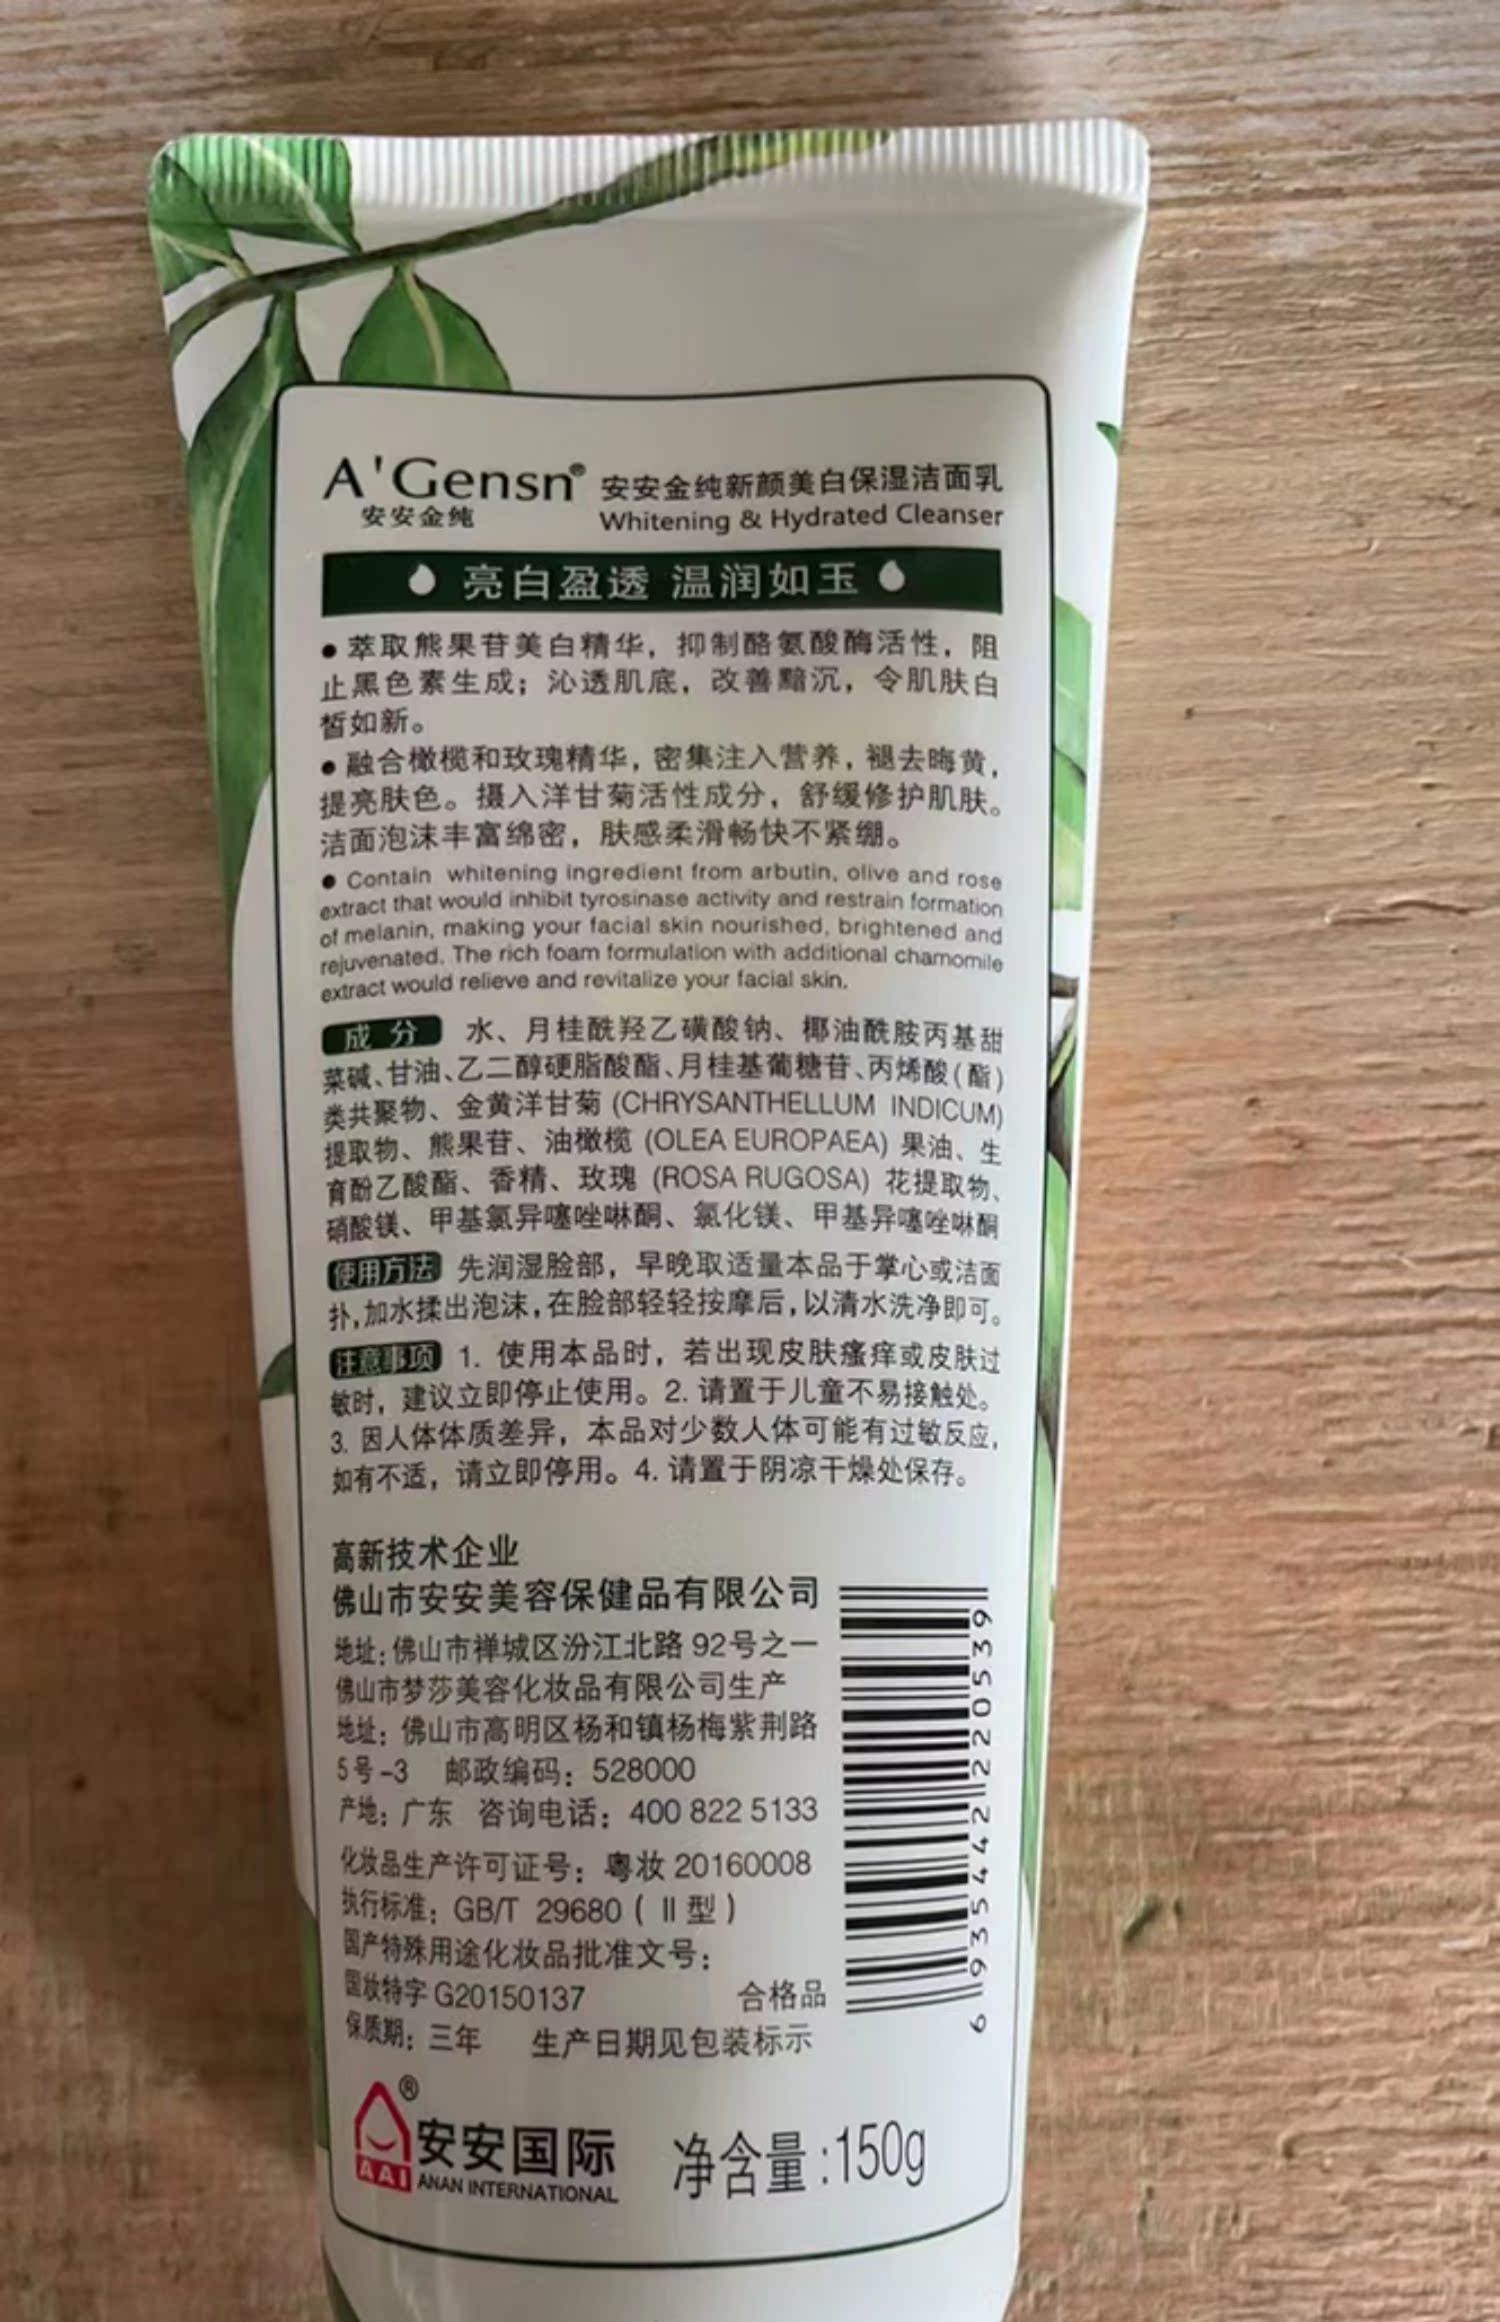 A'Gensn® 安安金纯新颜美白保湿洁面乳
安安金纯 Whitening & Hydrated Cleanser
亮白盈透 温润如玉
● 萃取熊果苷美白精华，抑制酪氨酸酶活性，阻
止黑色素生成；沁透肌底，改善黯沉，令肌肤白
皙如新。
● 融合橄榄和玫瑰精华，密集注入营养，褪去晦黄，
提亮肤色。摄入洋甘菊活性成分，舒缓修护肌肤。
洁面泡沫丰富绵密，肤感柔滑畅快不紧绷。
● Contain whitening ingredient from arbutin, olive and rose
extract that would inhibit tyrosinase activity and restrain formation
of melanin, making your facial skin nourished, brightened and
rejuvenated. The rich foam formulation with additional chamomile
extract would relieve and revitalize your facial skin.
成分 水、月桂酰羟乙磺酸钠、椰油酰胺丙基甜
菜碱、甘油、乙二醇硬脂酸酯、月桂基葡糖苷、丙烯酸(酯)
类共聚物、金黄洋甘菊 (CHRYSANTHELLUM INDICUM)
提取物、熊果苷、油橄榄 (OLEA EUROPAEA) 果油、生
育酚乙酸酯、香精、玫瑰 (ROSA RUGOSA) 花提取物、
硝酸镁、甲基氯异噻唑啉酮、氯化镁、甲基异噻唑啉酮
使用方法 先润湿脸部，早晚取适量本品于掌心或洁面
扑，加水揉出泡沫，在脸部轻轻按摩后，以清水洗净即可。
注意事项 1. 使用本品时，若出现皮肤瘙痒或皮肤过
敏时，建议立即停止使用。2. 请置于儿童不易接触处。
3. 因人体体质差异，本品对少数人体可能有过敏反应，
如有不适，请立即停用。4. 请置于阴凉干燥处保存。
高新技术企业
佛山市安安美容保健品有限公司
地址：佛山市禅城区汾江北路 92号之一
佛山市梦莎美容化妆品有限公司生产
地址：佛山市高明区杨和镇杨梅紫荆路
5号-3 邮政编码：528000
产地：广东 咨询电话：400 822 5133
化妆品生产许可证号：粤妆 20160008
执行标准：GB/T 29680 ( II 型 )
国产特殊用途化妆品批准文号：
国妆特字 G20150137 合格品
保质期：三年 生产日期见包装标示
6 935442 220539
AAI ® 安安国际 净含量:150g
ANAN INTERNATIONAL